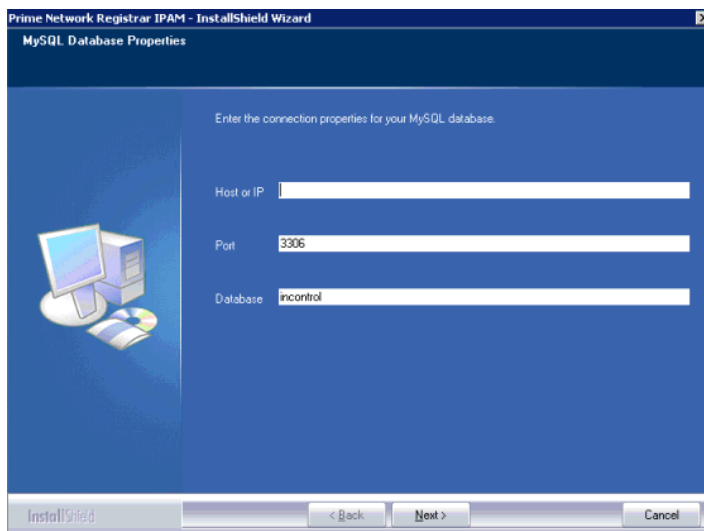 Prime Network Registrar IPAM - InstallShield Wizard
MySQL Database Properties
Enter the connection properties for your MySQL database.
Host or IP
Port 3306
Database incontrol
InstallShield
< Back Next > Cancel